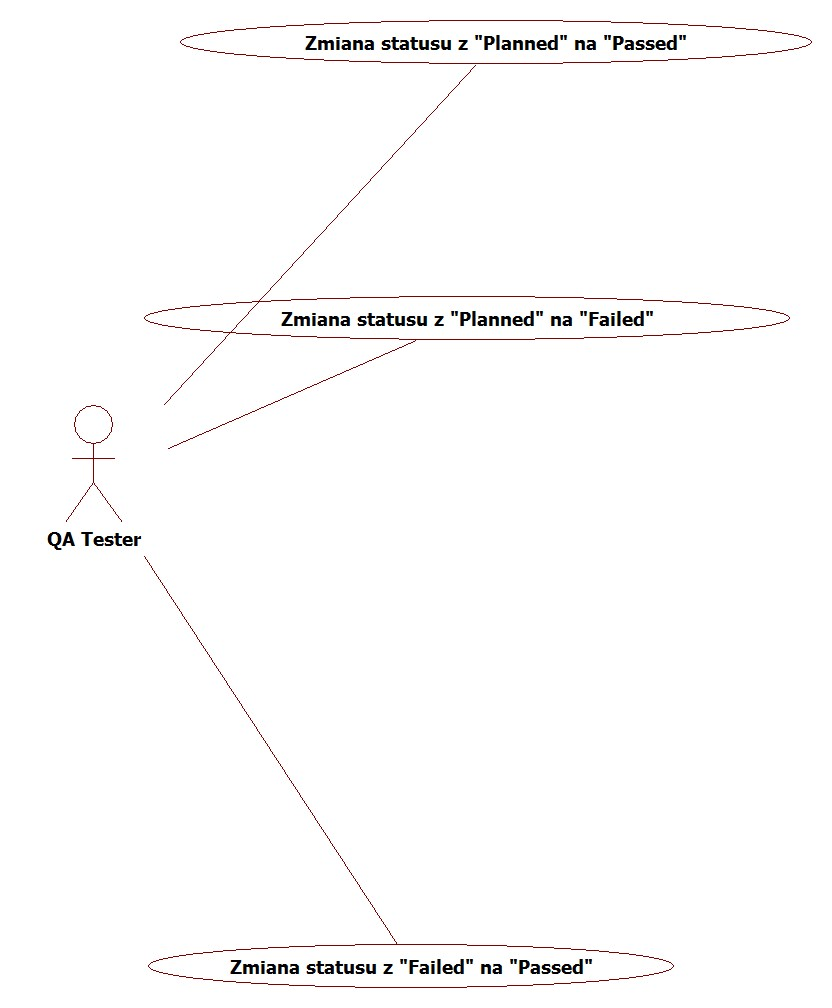 Zmiana statusu z "Planned" na "Passed"
Zmiana statusu z "Planned" na "Failed"
QA Tester
Zmiana statusu z "Failed" na "Passed"